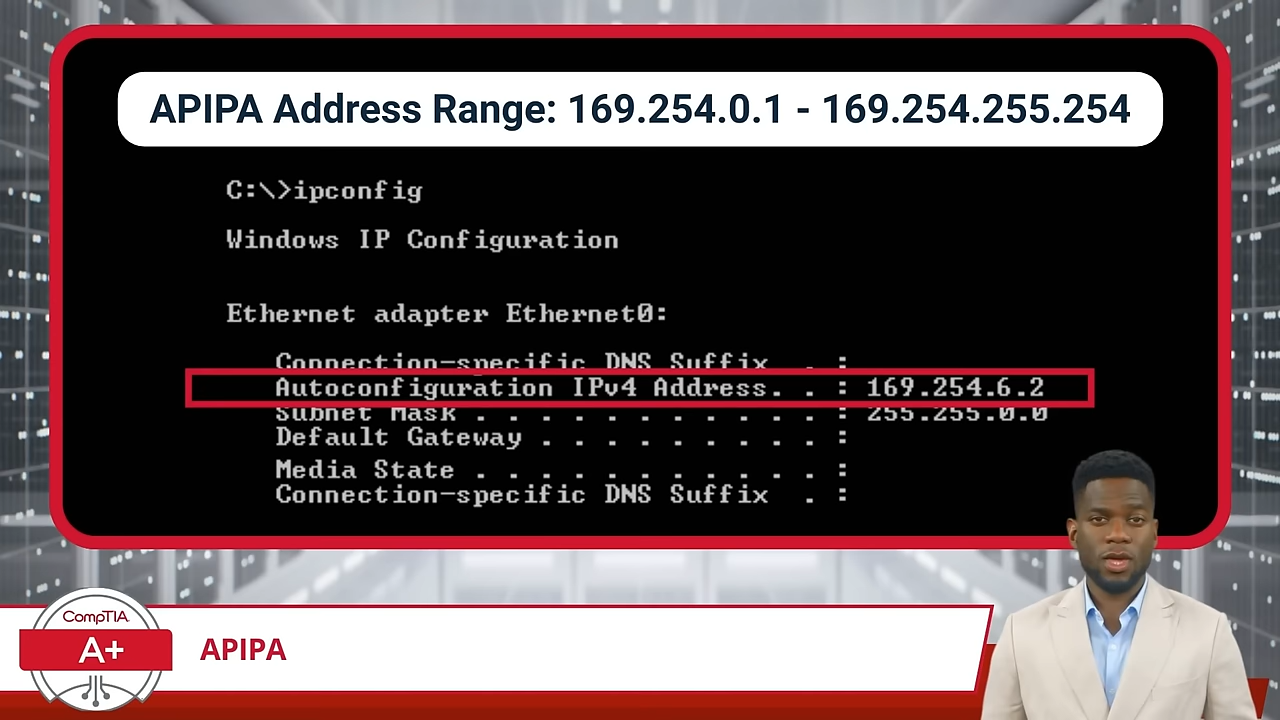 APIPA Address Range: 169.254.0.1 - 169.254.255.254
C:\>ipconfig
Windows IP Configuration
Ethernet adapter Ethernet0:
Connection-specific DNS Suffix . :
Autoconfiguration IPv4 Address. . : 169.254.6.2
Subnet Mask . . . . . . . . . . . : 255.255.0.0
Default Gateway . . . . . . . . . :
Media State . . . . . . . . . . . :
Connection-specific DNS Suffix . :
CompTIA
A+
APIPA